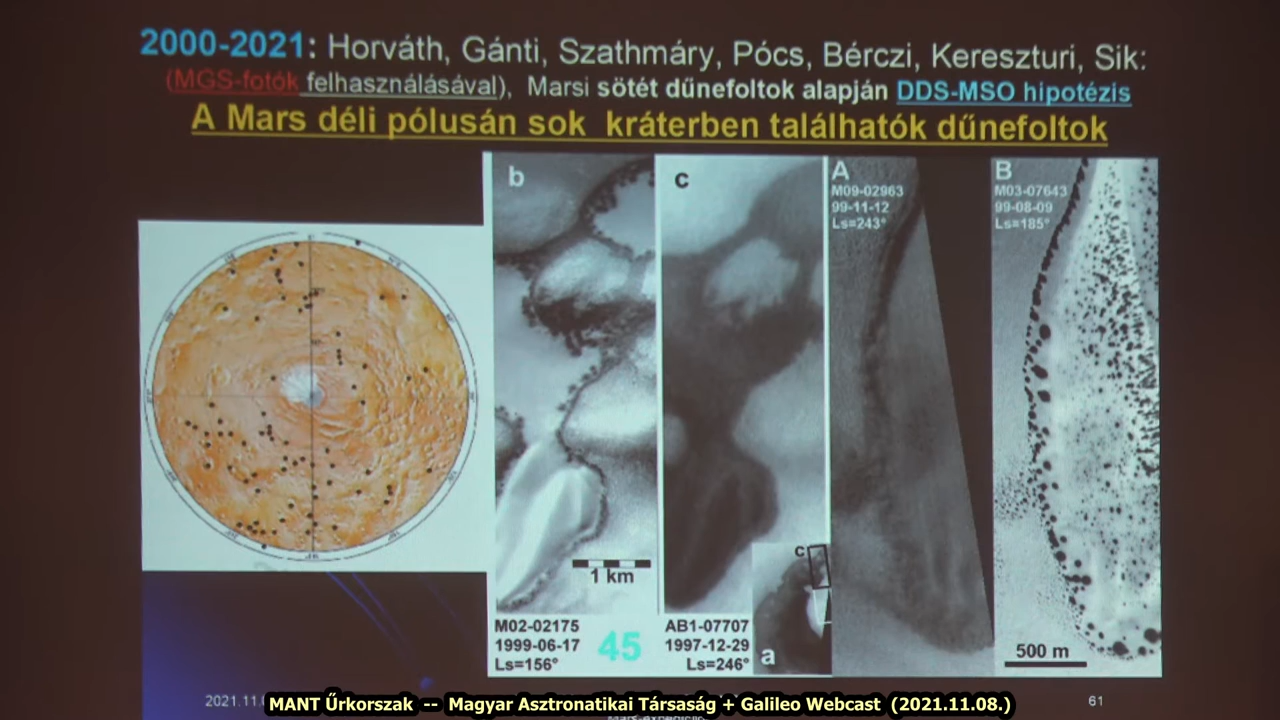 2000-2021: Horváth, Gánti, Szathmáry, Pócs, Bérczi, Kereszturi, Sik:
(MGS-fotók felhasználásával), Marsi sötét dűnefoltok alapján DDS-MSO hipotézis
A Mars déli pólusán sok kráterben találhatók dűnefoltok
b
c
A
M09-02963
99-11-12
Ls=243°
B
M03-07643
99-08-09
Ls=185°
1 km
c
a
500 m
M02-02175
1999-06-17
Ls=156°
45
AB1-07707
1997-12-29
Ls=246°
61
MANT Űrkorszak -- Magyar Asztronatikai Társaság + Galileo Webcast (2021.11.08.)